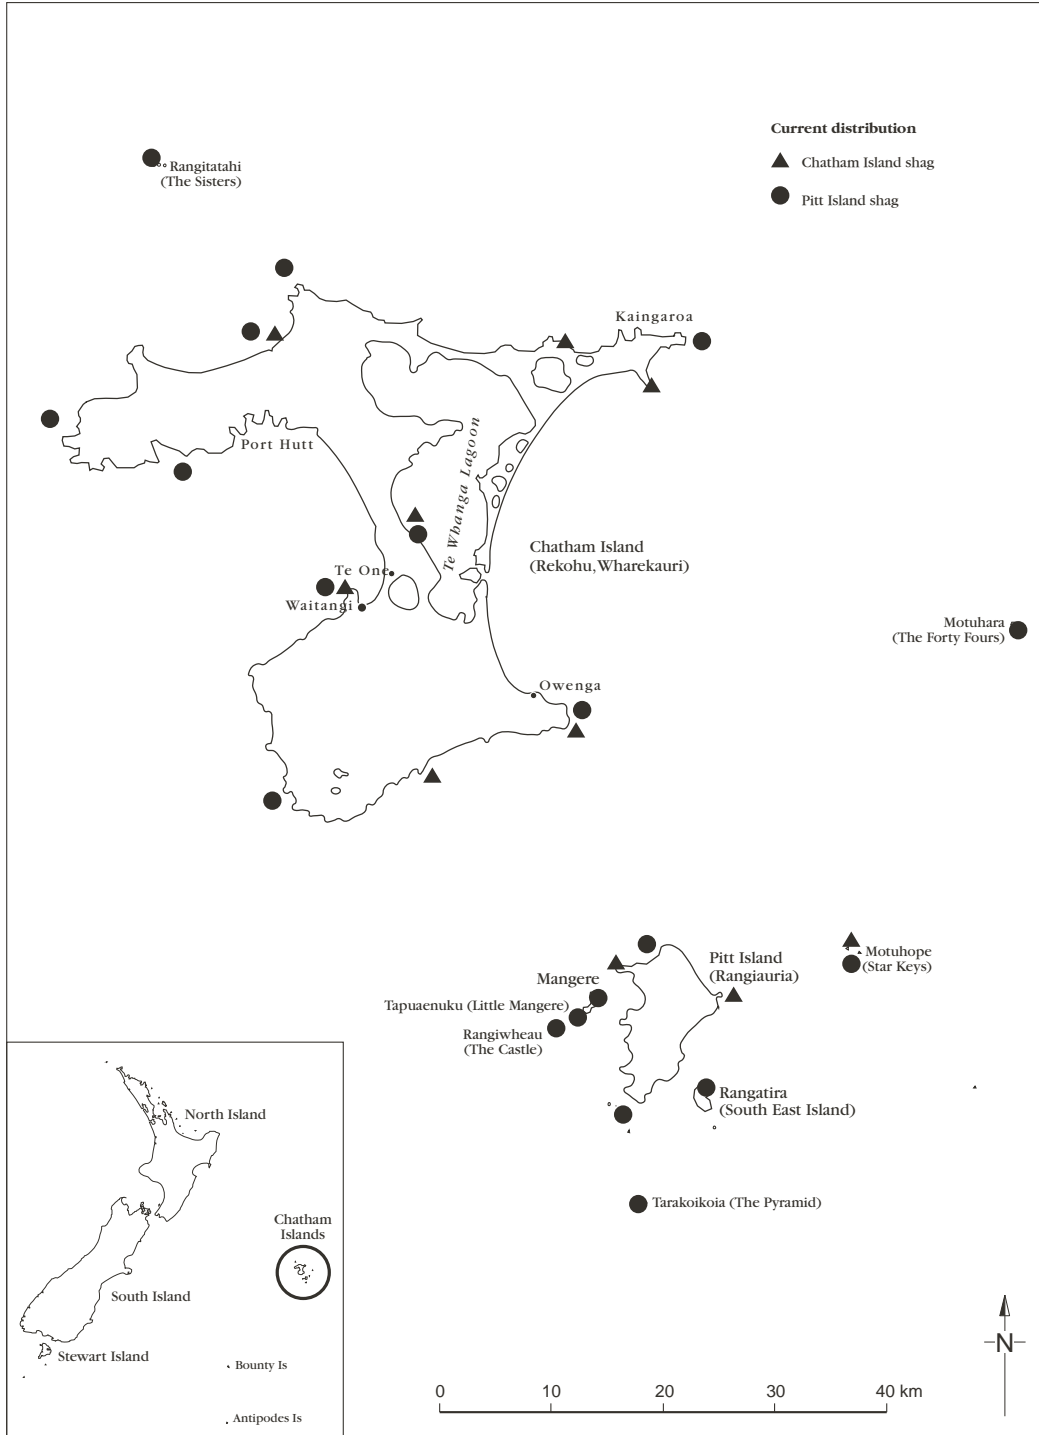 Current distribution
Chatham Island shag
Pitt Island shag
Rangitatahi
(The Sisters)
Kaingaroa
Port Hutt
Te Whanga Lagoon
Chatham Island
(Rekohu, Wharekauri)
Te One
Waitangi
Motuhara
(The Forty Fours)
Owenga
Pitt Island
(Rangiauria)
Motuhope
(Star Keys)
Mangere
Tapuaenuku (Little Mangere)
Rangiwheau
(The Castle)
Rangatira
(South East Island)
Tarakoikoia (The Pyramid)
North Island
Chatham
Islands
South Island
Stewart Island
Bounty Is
Antipodes Is
0 10 20 30 40 km
N